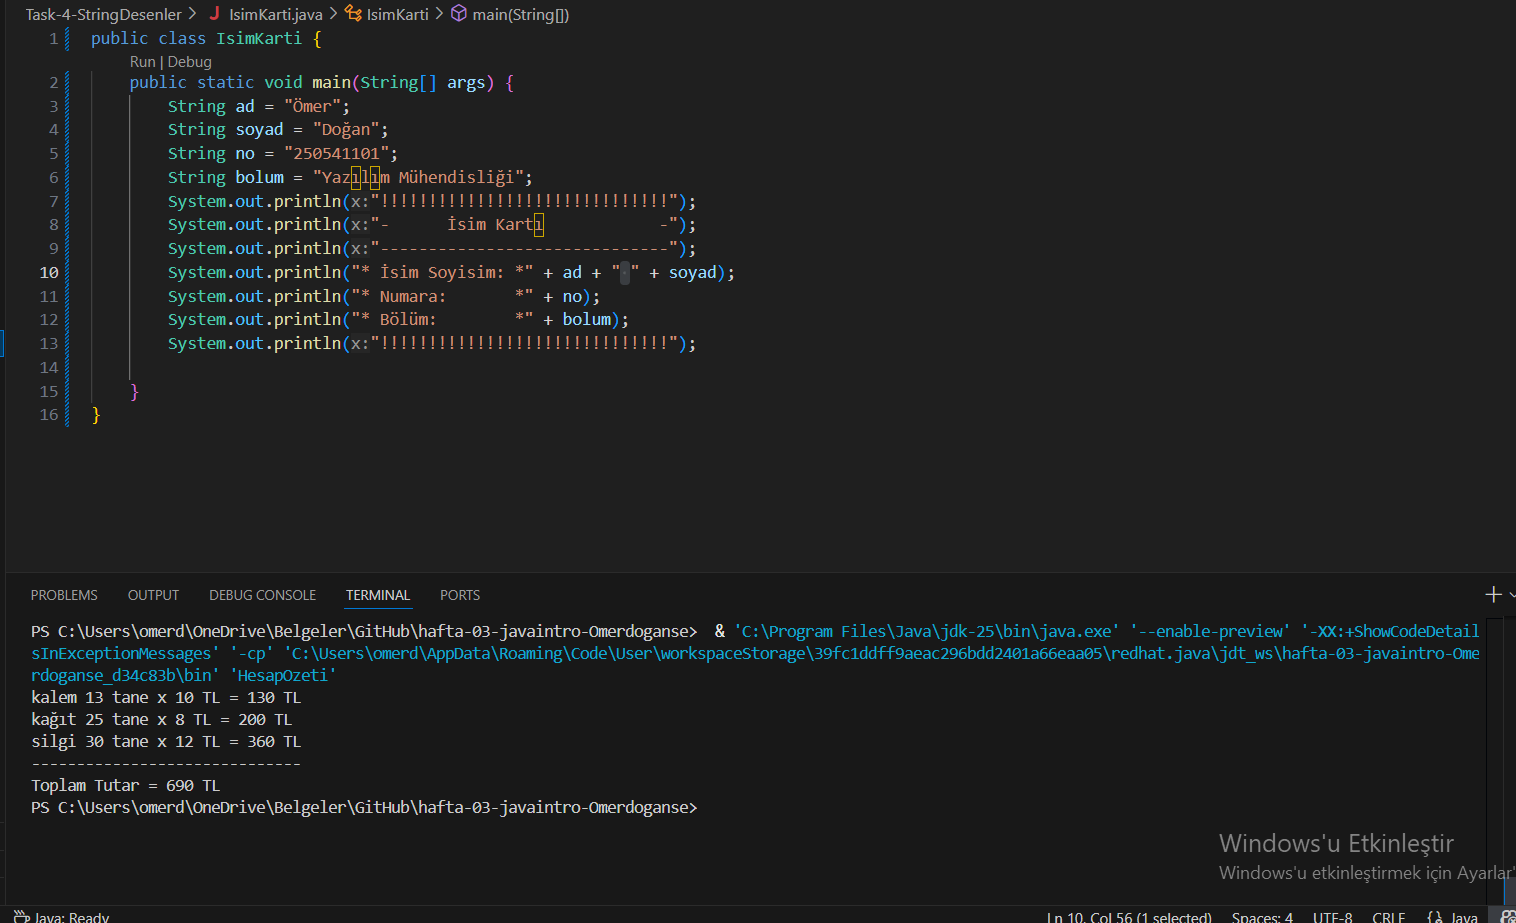 Task-4-StringDesenler > J IsimKarti.java > IsimKarti > main(String[])
1 public class IsimKarti {
Run | Debug
2 public static void main(String[] args) {
3 String ad = "Ömer";
4 String soyad = "Doğan";
5 String no = "250541101";
6 String bolum = "Yazılım Mühendisliği";
7 System.out.println(x:"!!!!!!!!!!!!!!!!!!!!!!!!!!!!!!");
8 System.out.println(x:"-      İsim Kartı            -");
9 System.out.println(x:"------------------------------");
10 System.out.println("* İsim Soyisim: *" + ad + " " + soyad);
11 System.out.println("* Numara:       *" + no);
12 System.out.println("* Bölüm:        *" + bolum);
13 System.out.println(x:"!!!!!!!!!!!!!!!!!!!!!!!!!!!!!!");
14
15 }
16 }
PROBLEMS OUTPUT DEBUG CONSOLE TERMINAL PORTS
PS C:\Users\omerd\OneDrive\Belgeler\GitHub\hafta-03-javaintro-Omerdoganse>  & 'C:\Program Files\Java\jdk-25\bin\java.exe' '--enable-preview' '-XX:+ShowCodeDetail
sInExceptionMessages' '-cp' 'C:\Users\omerd\AppData\Roaming\Code\User\workspaceStorage\39fc1ddff9aeac296bdd2401a66eaa05\redhat.java\jdt_ws\hafta-03-javaintro-Ome
rdoganse_d34c83b\bin' 'HesapOzeti'
kalem 13 tane x 10 TL = 130 TL
kağıt 25 tane x 8 TL = 200 TL
silgi 30 tane x 12 TL = 360 TL
------------------------------
Toplam Tutar = 690 TL
PS C:\Users\omerd\OneDrive\Belgeler\GitHub\hafta-03-javaintro-Omerdoganse>
Windows'u Etkinleştir
Windows'u etkinleştirmek için Ayarlar'
Java: Ready Ln 10, Col 56 (1 selected) Spaces: 4 UTF-8 CRLF {} Java